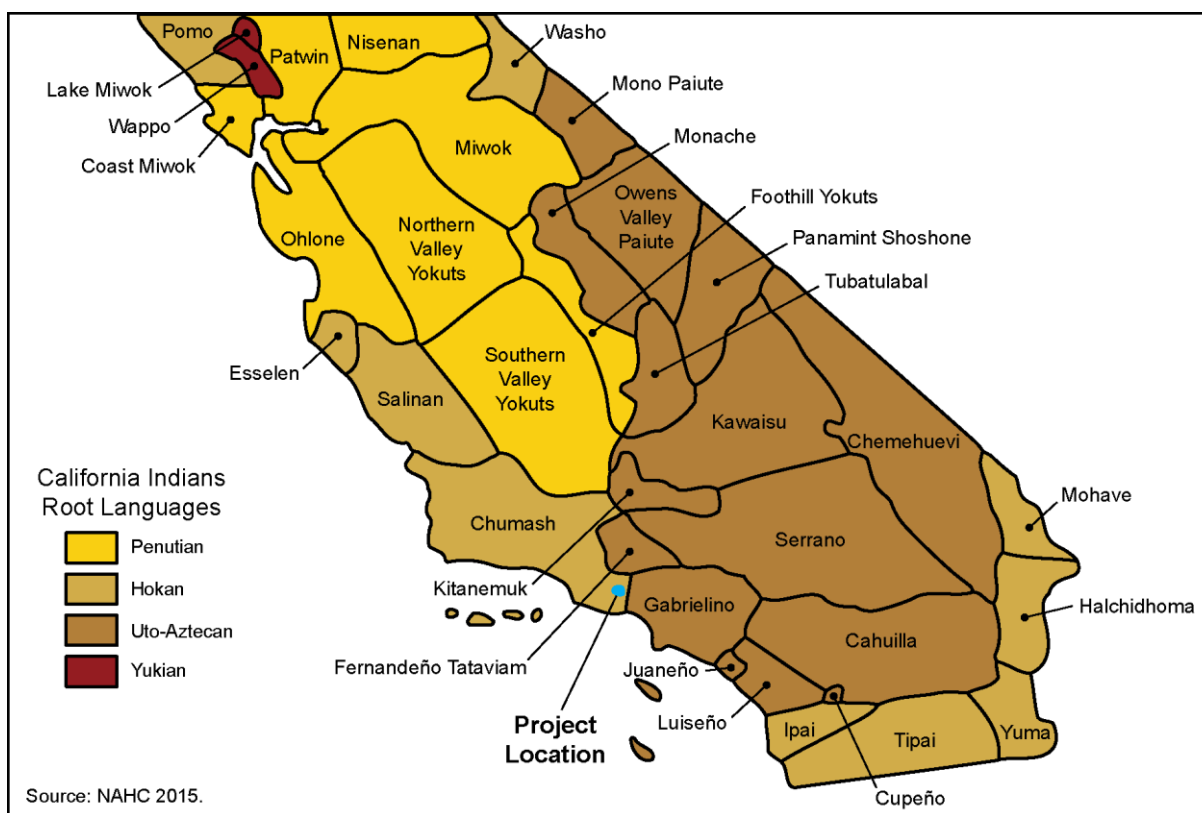 Pomo
Patwin
Nisenan
Washo
Lake Miwok
Mono Paiute
Wappo
Monache
Coast Miwok
Miwok
Foothill Yokuts
Owens
Valley
Paiute
Ohlone
Northern
Valley
Yokuts
Panamint Shoshone
Tubatulabal
Esselen
Southern
Valley
Yokuts
Salinan
Kawaisu
Chemehuevi
California Indians
Root Languages
Penutian
Hokan
Uto-Aztecan
Yukian
Mohave
Chumash
Serrano
Kitanemuk
Gabrielino
Halchidhoma
Cahuilla
Fernandeño Tataviam
Juaneño
Project
Location
Luiseño
Ipai
Tipai
Yuma
Cupeño
Source: NAHC 2015.